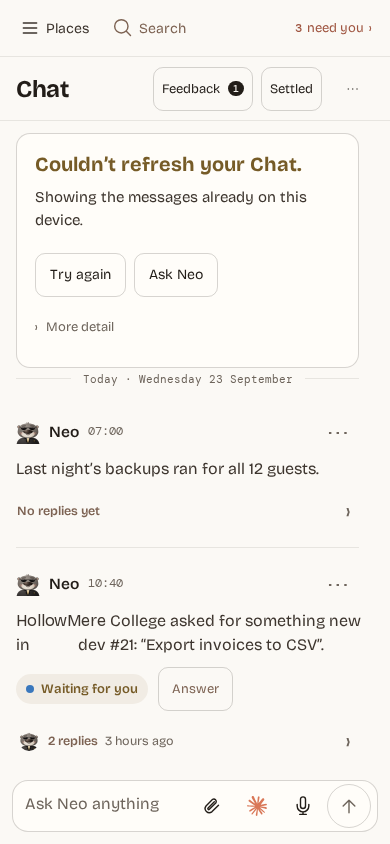 Places
Search
3 need you ›
Chat
Feedback 1
Settled
...
Couldn’t refresh your Chat.
Showing the messages already on this
device.
Try again
Ask Neo
› More detail
Today · Wednesday 23 September
Neo 07:00
...
Last night’s backups ran for all 12 guests.
No replies yet
›
Neo 10:40
...
HollowMere College asked for something new
in dev #21: “Export invoices to CSV”.
Waiting for you
Answer
2 replies 3 hours ago
›
Ask Neo anything